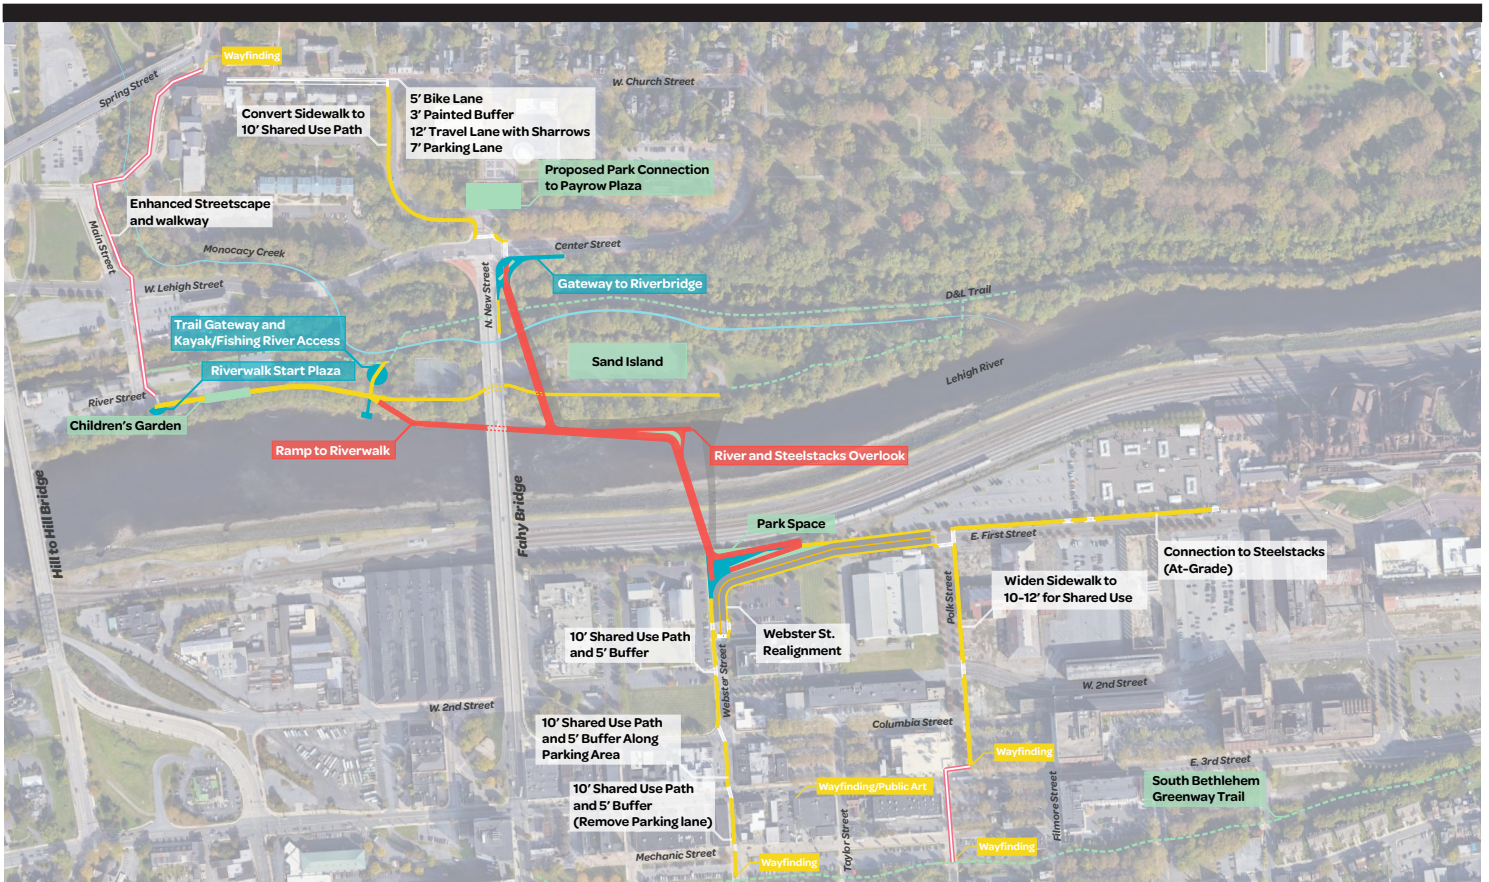 Wayfinding
Spring Street
W. Church Street
Convert Sidewalk to
10' Shared Use Path
5' Bike Lane
3' Painted Buffer
12' Travel Lane with Sharrows
7' Parking Lane
Proposed Park Connection
to Payrow Plaza
Enhanced Streetscape
and walkway
Main Street
Monocacy Creek
Center Street
W. Lehigh Street
N. New Street
Gateway to Riverbridge
D&L Trail
Trail Gateway and
Kayak/Fishing River Access
Riverwalk Start Plaza
Sand Island
Lehigh River
River Street
Children's Garden
Ramp to Riverwalk
River and Steelstacks Overlook
Hill to Hill Bridge
Fahy Bridge
Park Space
E. First Street
Connection to Steelstacks
(At-Grade)
Widen Sidewalk to
10-12' for Shared Use
Polk Street
10' Shared Use Path
and 5' Buffer
Webster St.
Realignment
Webster Street
W. 2nd Street
W. 2nd Street
Columbia Street
10' Shared Use Path
and 5' Buffer Along
Parking Area
Wayfinding
E. 3rd Street
South Bethlehem
Greenway Trail
10' Shared Use Path
and 5' Buffer
(Remove Parking lane)
Wayfinding/Public Art
Taylor Street
Filmore Street
Mechanic Street
Wayfinding
Wayfinding